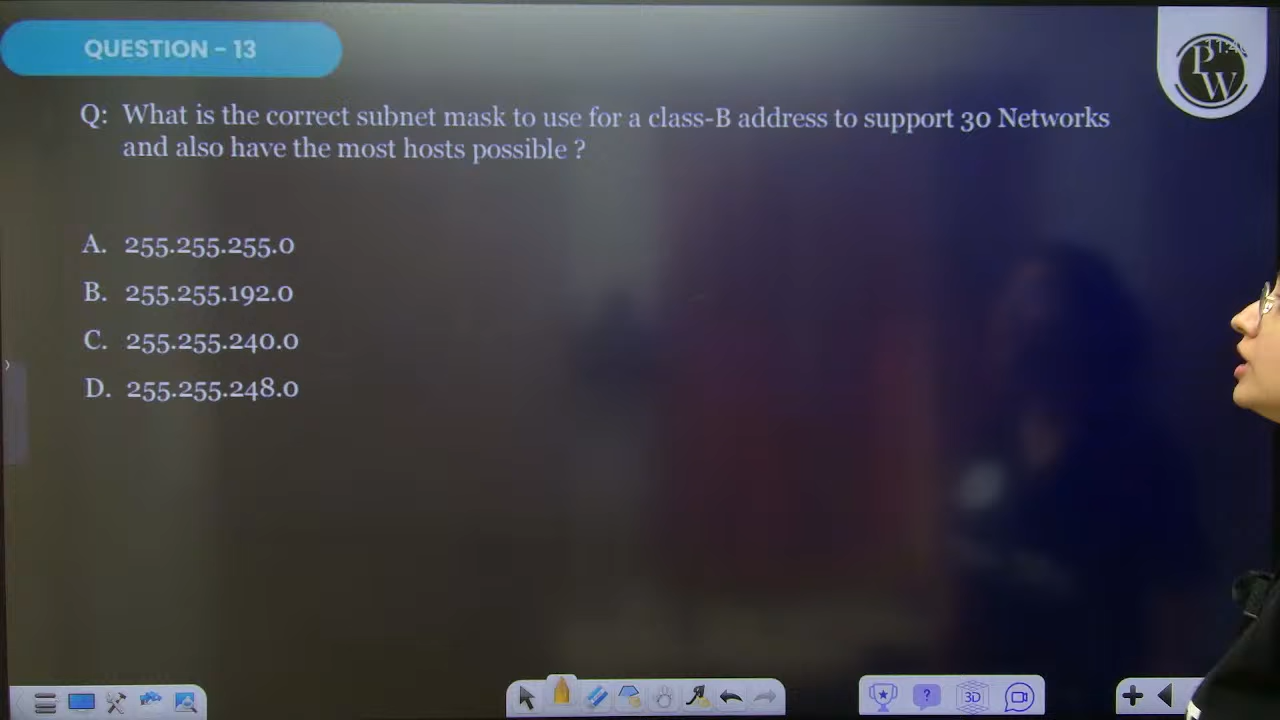 QUESTION - 13
Q: What is the correct subnet mask to use for a class-B address to support 30 Networks
and also have the most hosts possible ?
A. 255.255.255.0
B. 255.255.192.0
C. 255.255.240.0
D. 255.255.248.0
PW
?
3D